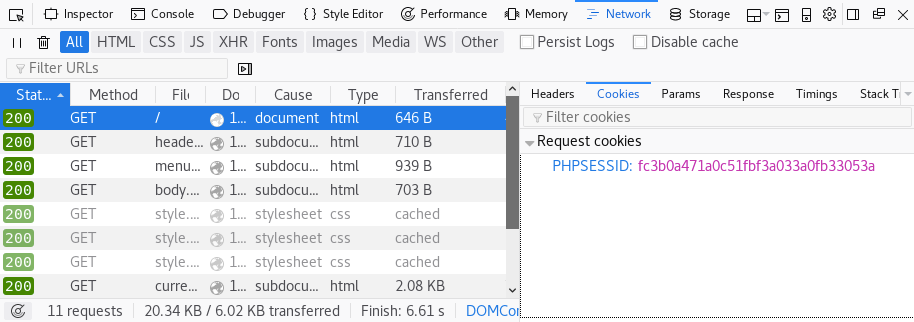 Inspector Console Debugger Style Editor Performance Memory Network Storage
All HTML CSS JS XHR Fonts Images Media WS Other Persist Logs Disable cache
Filter URLs
Stat... Method File Do Cause Type Transferred
200 GET / 1... document html 646 B
200 GET heade... 1... subdocu... html 710 B
200 GET menu... 1... subdocu... html 939 B
200 GET body.... 1... subdocu... html 703 B
200 GET style.... 1... stylesheet css cached
200 GET style.... 1... stylesheet css cached
200 GET style.... 1... stylesheet css cached
200 GET curre... 1... subdocu... html 2.08 KB
11 requests 20.34 KB / 6.02 KB transferred Finish: 6.61 s DOMCon
Headers Cookies Params Response Timings Stack Tr
Filter cookies
Request cookies
PHPSESSID: fc3b0a471a0c51fbf3a033a0fb33053a